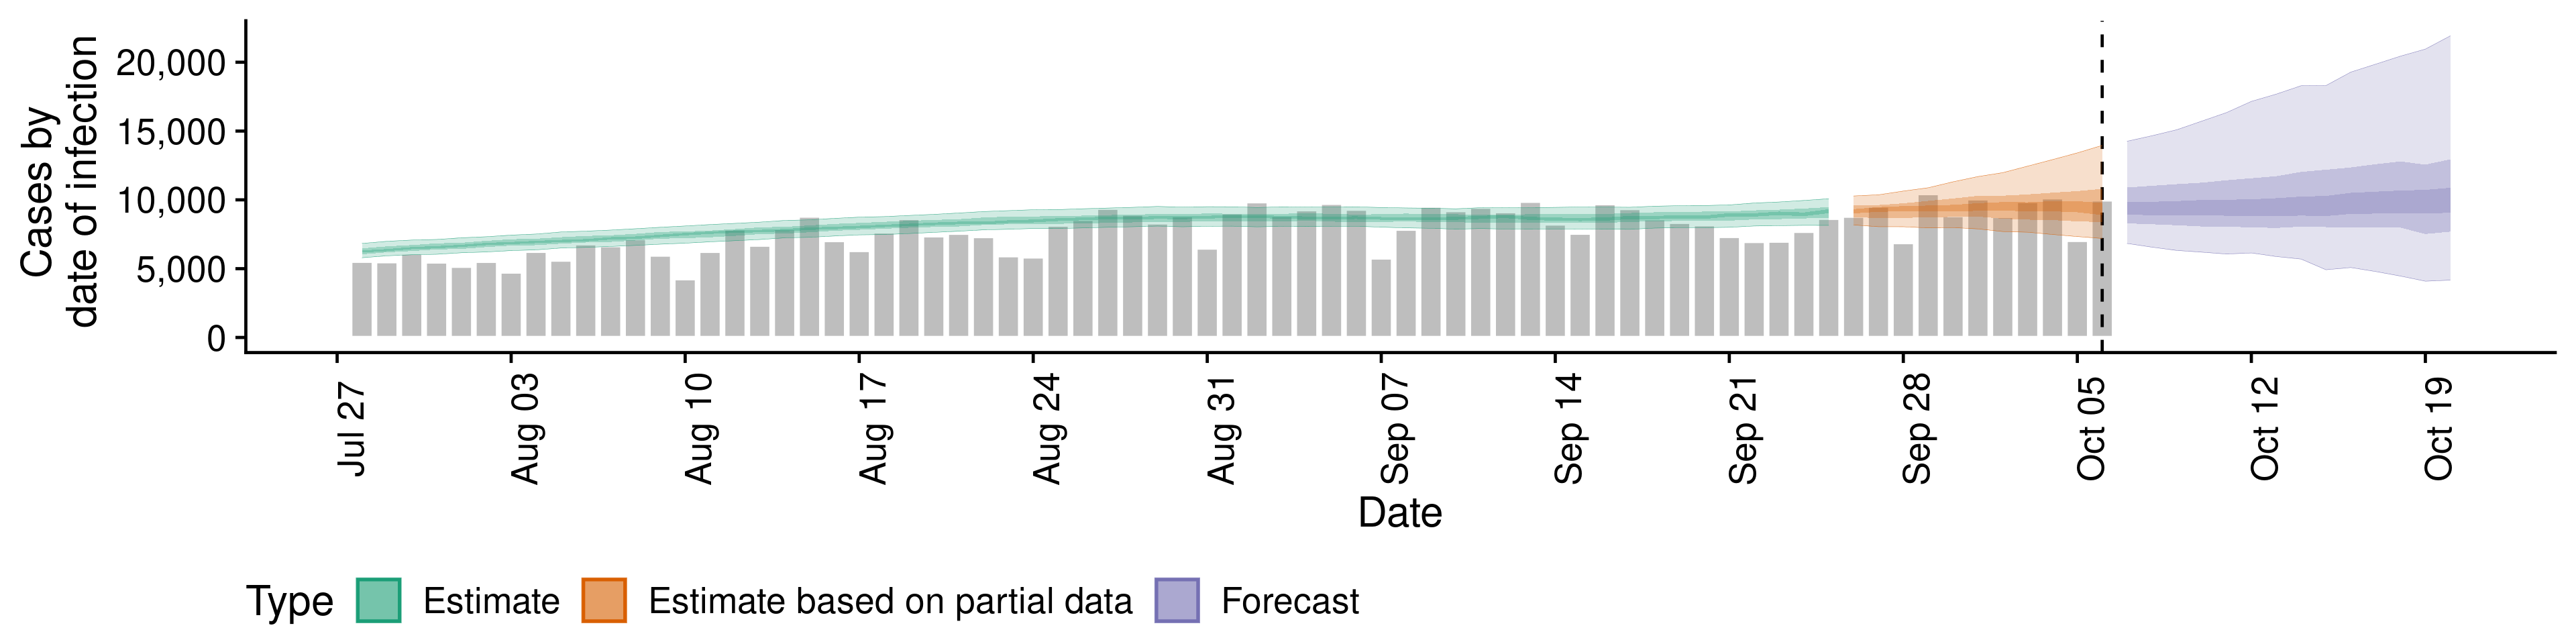 Cases by
date of infection
20,000
15,000
10,000
5,000
0
Jul 27
Aug 03
Aug 10
Aug 17
Aug 24
Aug 31
Sep 07
Sep 14
Sep 21
Sep 28
Oct 05
Oct 12
Oct 19
Date
Type Estimate Estimate based on partial data Forecast